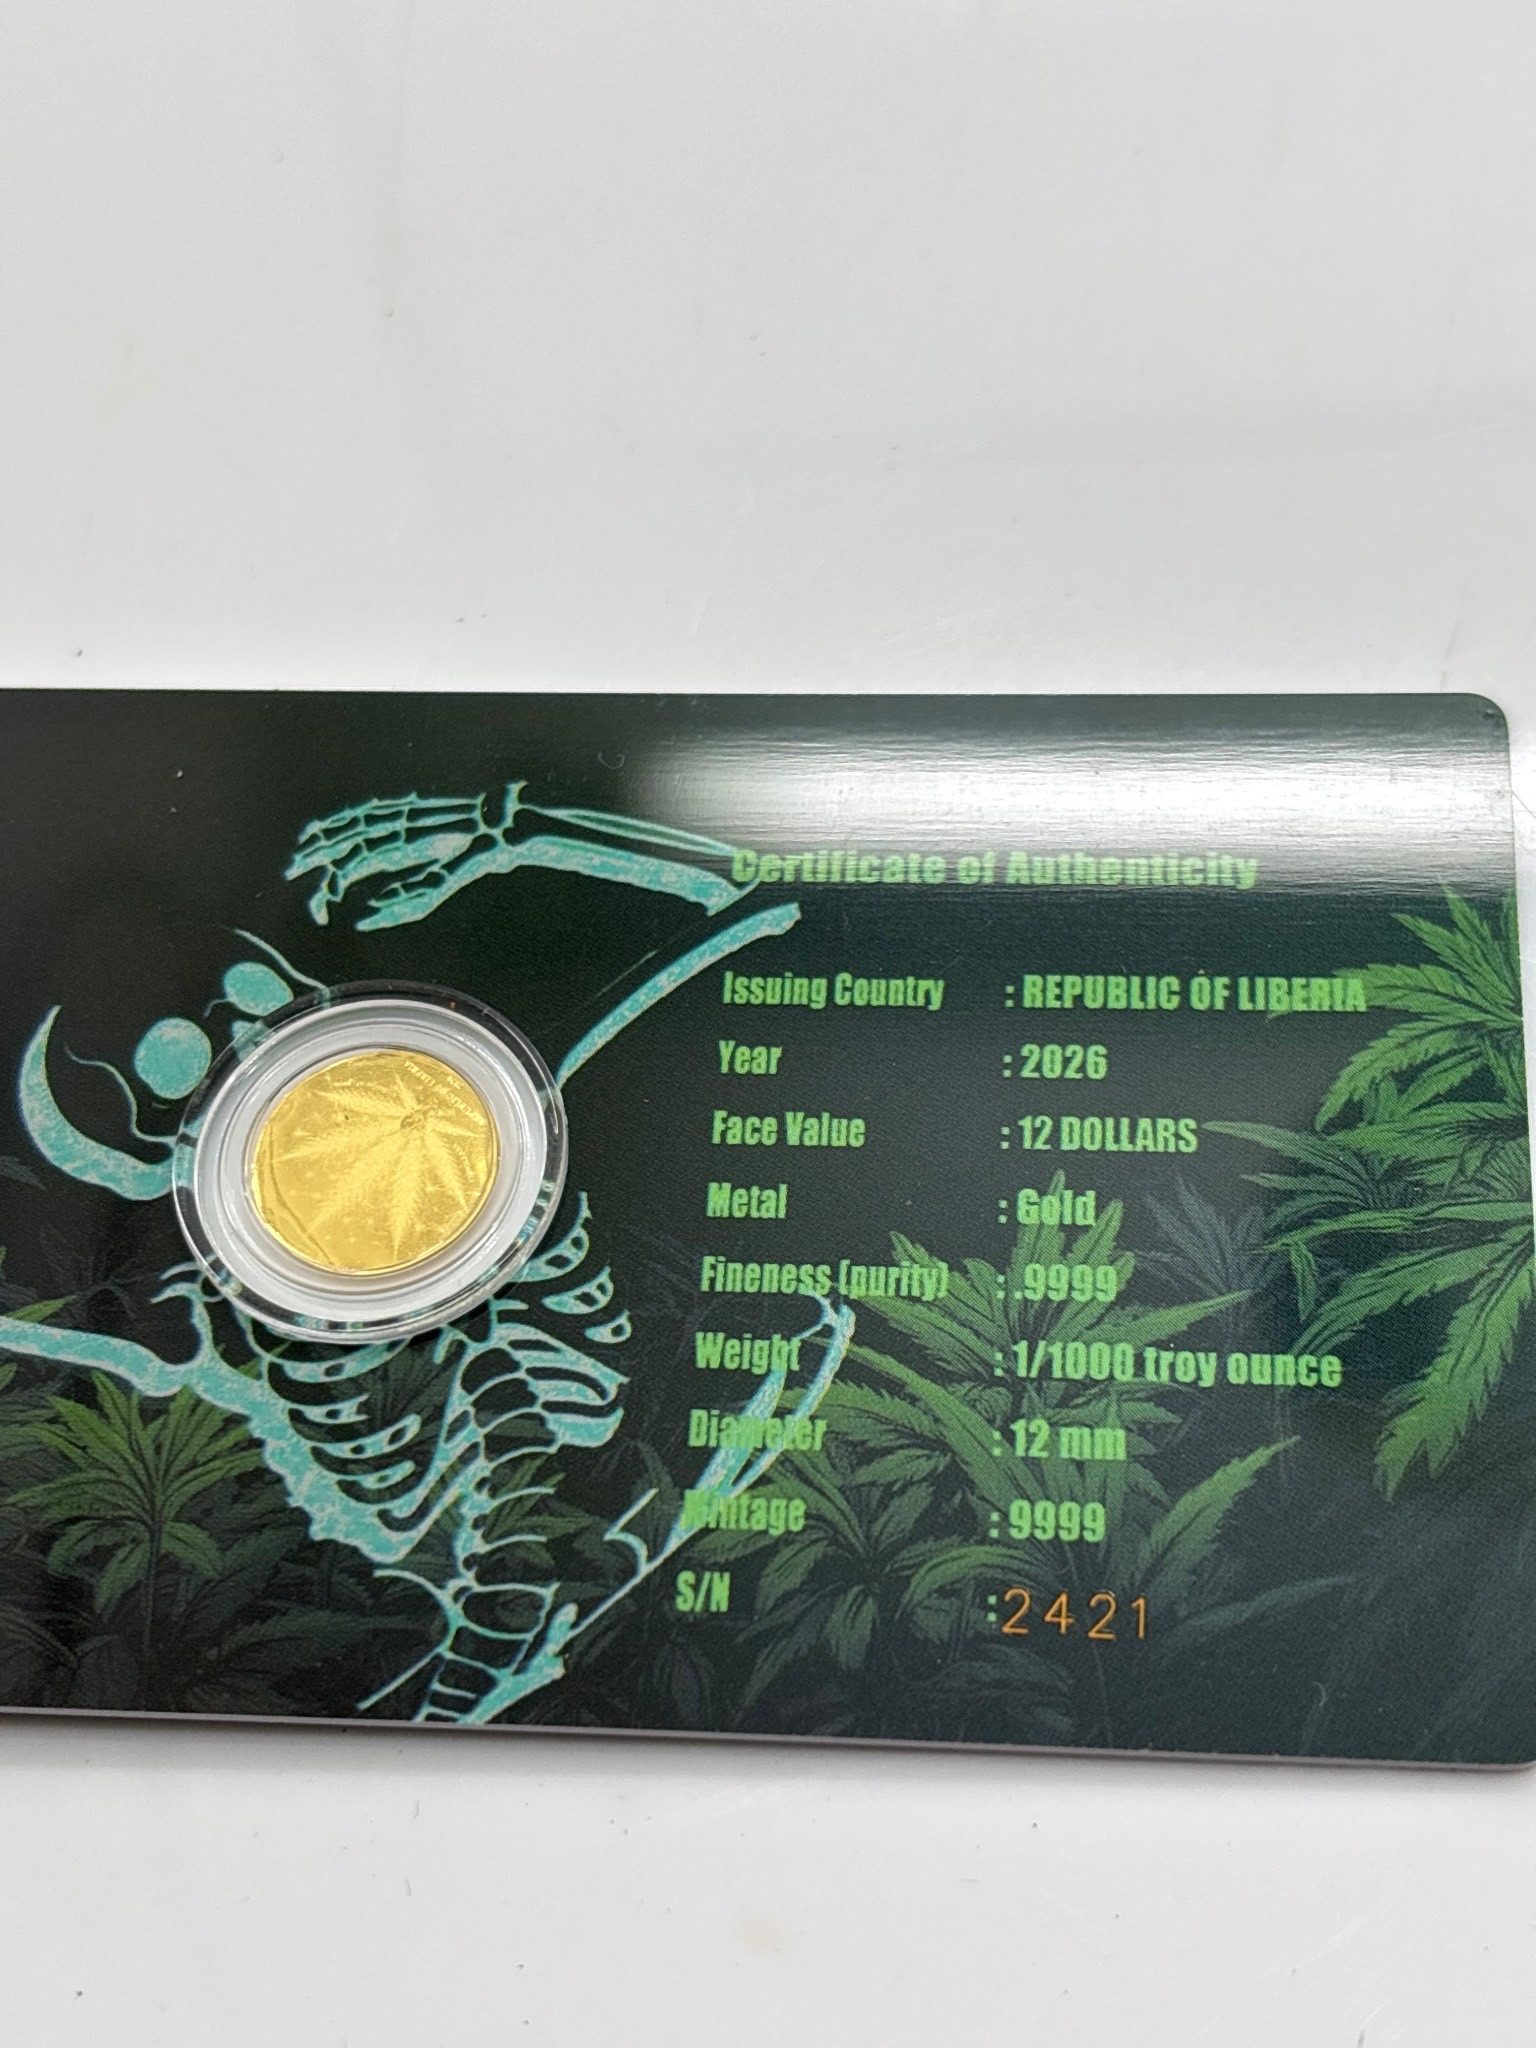 Certificate of Authenticity
Issuing Country : REPUBLIC OF LIBERIA
Year : 2026
Face Value : 12 DOLLARS
Metal : Gold
Fineness (purity) : .9999
Weight : 1/1000 troy ounce
Diameter : 12 mm
Mintage : 9999
S/N : 2421